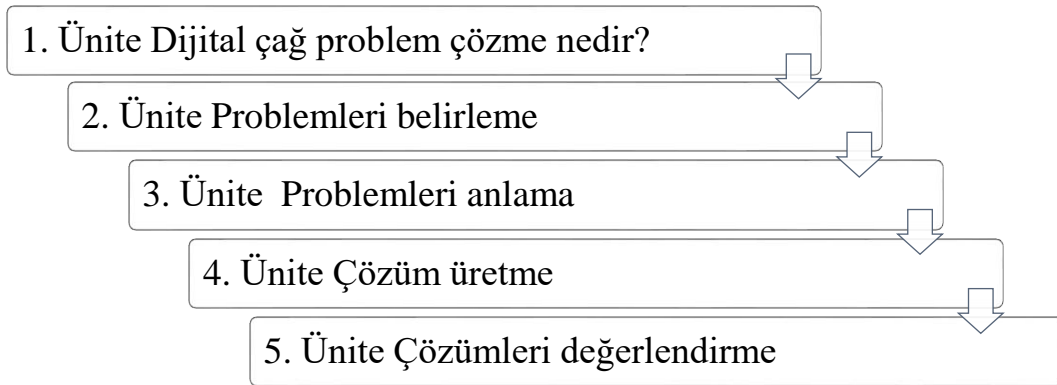 1. Ünite Dijital çağ problem çözme nedir?
2. Ünite Problemleri belirleme
3. Ünite Problemleri anlama
4. Ünite Çözüm üretme
5. Ünite Çözümleri değerlendirme